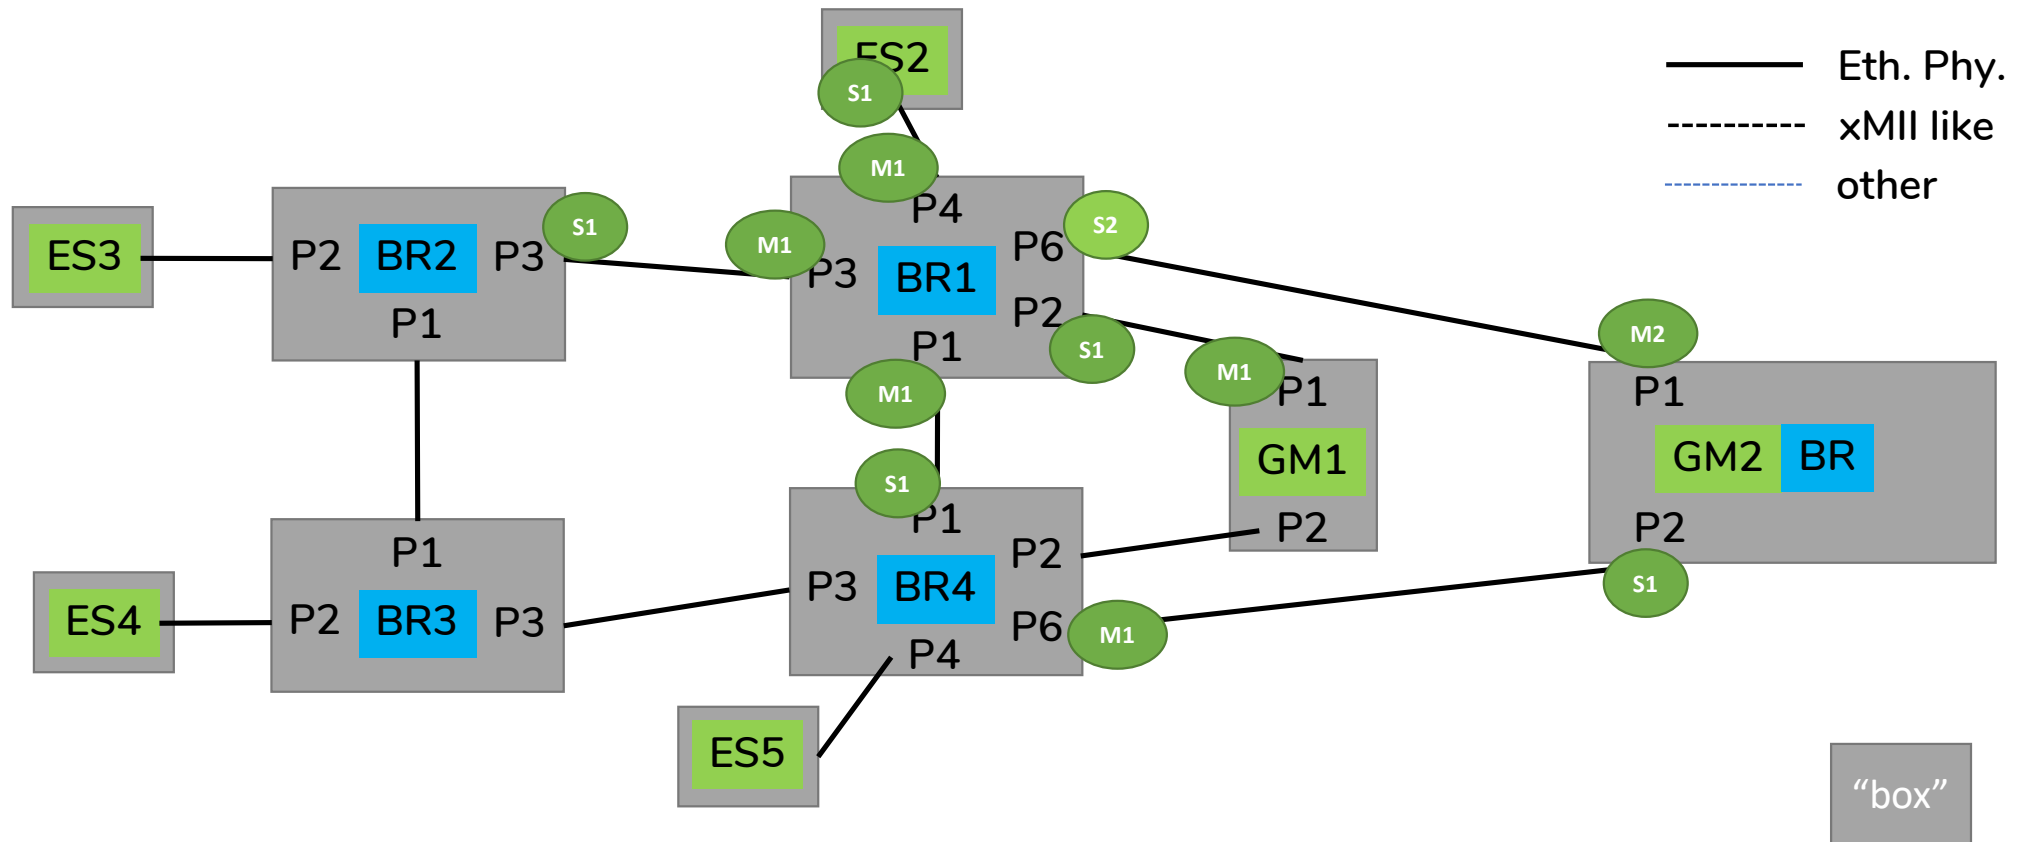 ES2
S1
M1
Eth. Phy.
xMII like
other
ES3
P2 BR2 P3
P1
S1
M1
P4
P3 BR1 P6
P2
P1
S2
S1
M1
M1
S1
P1
GM1
P2
M2
P1
GM2 BR
P2
S1
ES4
P1
P2 BR3 P3
P1
P3 BR4 P2
P6
P4
M1
ES5
“box”